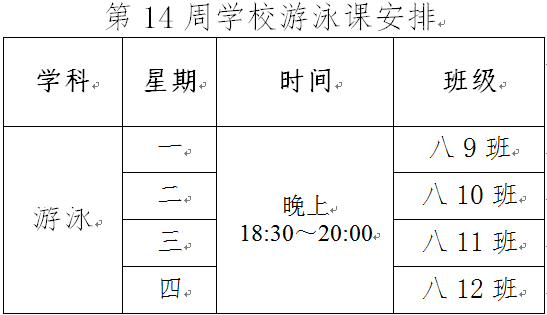 第 14 周学校游泳课安排
学科 星期 时间 班级
游泳 一 晚上 18:30～20:00 八 9 班
二 八 10 班
三 八 11 班
四 八 12 班